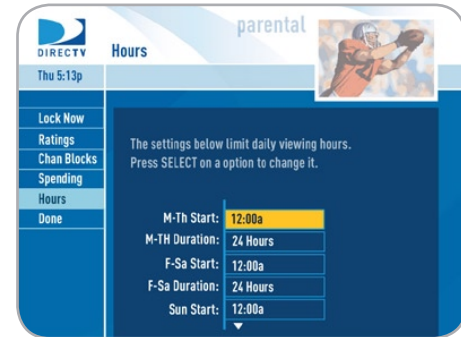 parental
DIRECTV
Hours
Thu 5:13p
Lock Now
Ratings
Chan Blocks
Spending
Hours
Done
The settings below limit daily viewing hours.
Press SELECT on a option to change it.
M-Th Start: 12:00a
M-TH Duration: 24 Hours
F-Sa Start: 12:00a
F-Sa Duration: 24 Hours
Sun Start: 12:00a